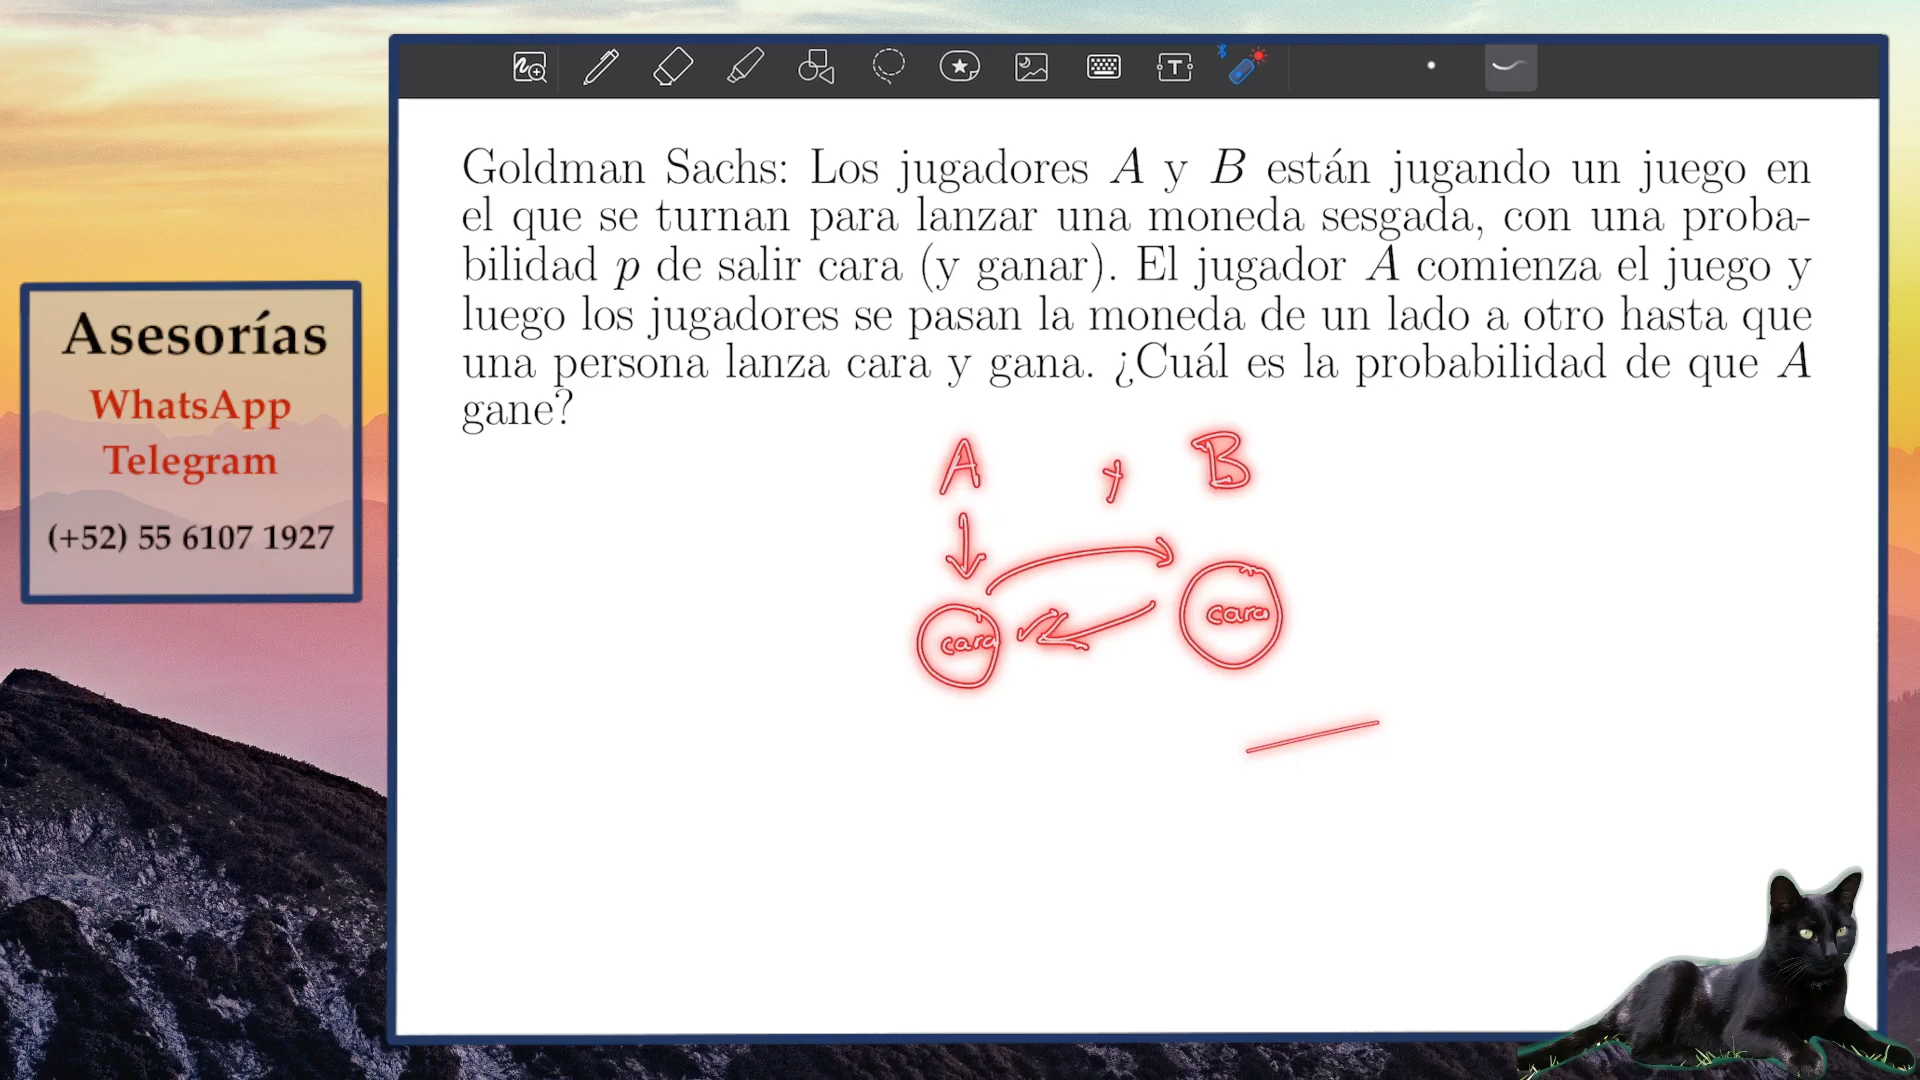 Goldman Sachs: Los jugadores A y B están jugando un juego en
el que se turnan para lanzar una moneda sesgada, con una proba-
bilidad p de salir cara (y ganar). El jugador A comienza el juego y
luego los jugadores se pasan la moneda de un lado a otro hasta que
una persona lanza cara y gana. ¿Cuál es la probabilidad de que A
gane?
Asesorías
WhatsApp
Telegram
(+52) 55 6107 1927
A y B
cara cara